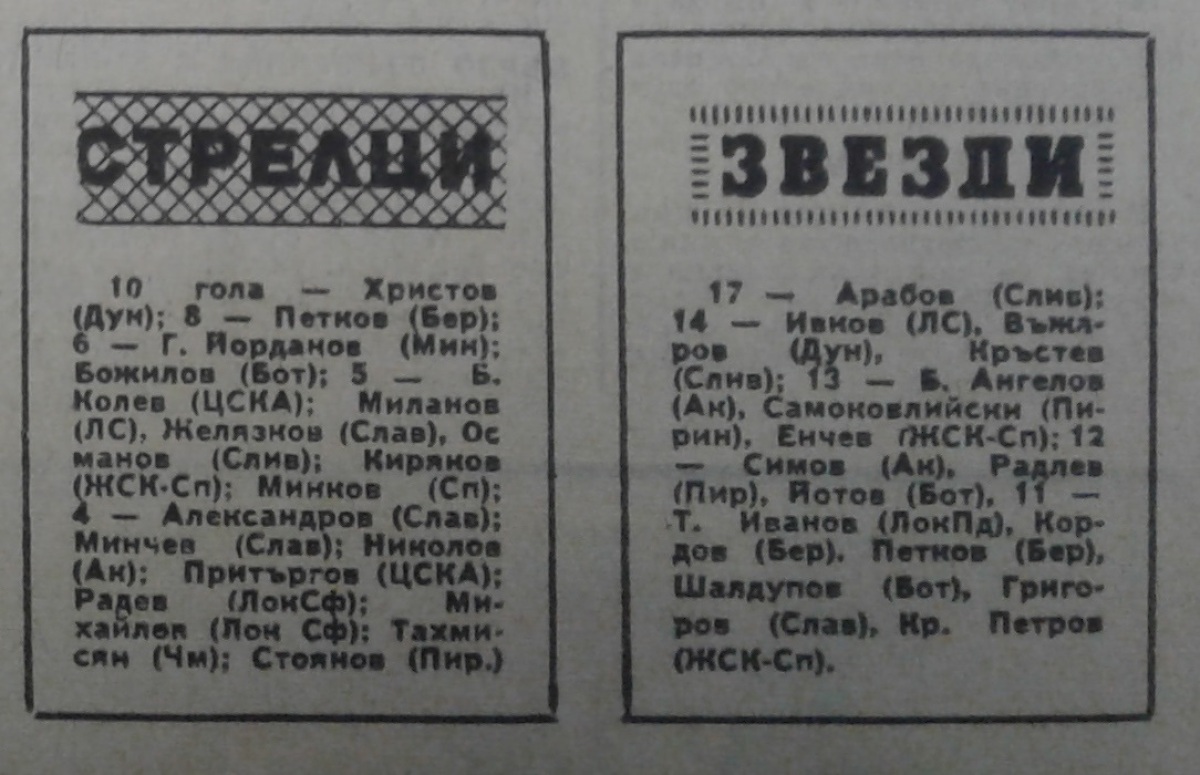 СТРЕЛЦИ
10 гола — Христов
(Дун); 8 — Петков (Бер);
6 — Г. Йорданов (Мин);
Божилов (Бот); 5 — Б.
Колев (ЦСКА); Миланов
(ЛС), Желязков (Слав), Ос
манов (Слив); Киряков
(ЖСК-Сп); Минков (Сп);
4 — Александров (Слав);
Минчев (Слав); Николов
(Ак); Притъргов (ЦСКА);
Радев (ЛокСф); Ми-
хайлов (Лок Сф); Тахми-
сян (Чм); Стоянов (Пир.)
ЗВЕЗДИ
17 — Арабов (Слив);
14 — Ивков (ЛС), Въжа-
ров (Дун), Кръстев
(Слив); 13 — Б. Ангелов
(Ак), Самоковлийски (Пи-
рин), Енчев (ЖСК-Сп); 12
— Симов (Ак), Радлев
(Пир), Йотов (Бот), 11 —
Т. Иванов (ЛокПд), Кор-
дов (Бер). Петков (Бер),
Шалдупов (Бот), Григо-
ров (Слав), Кр. Петров
(ЖСК-Сп).